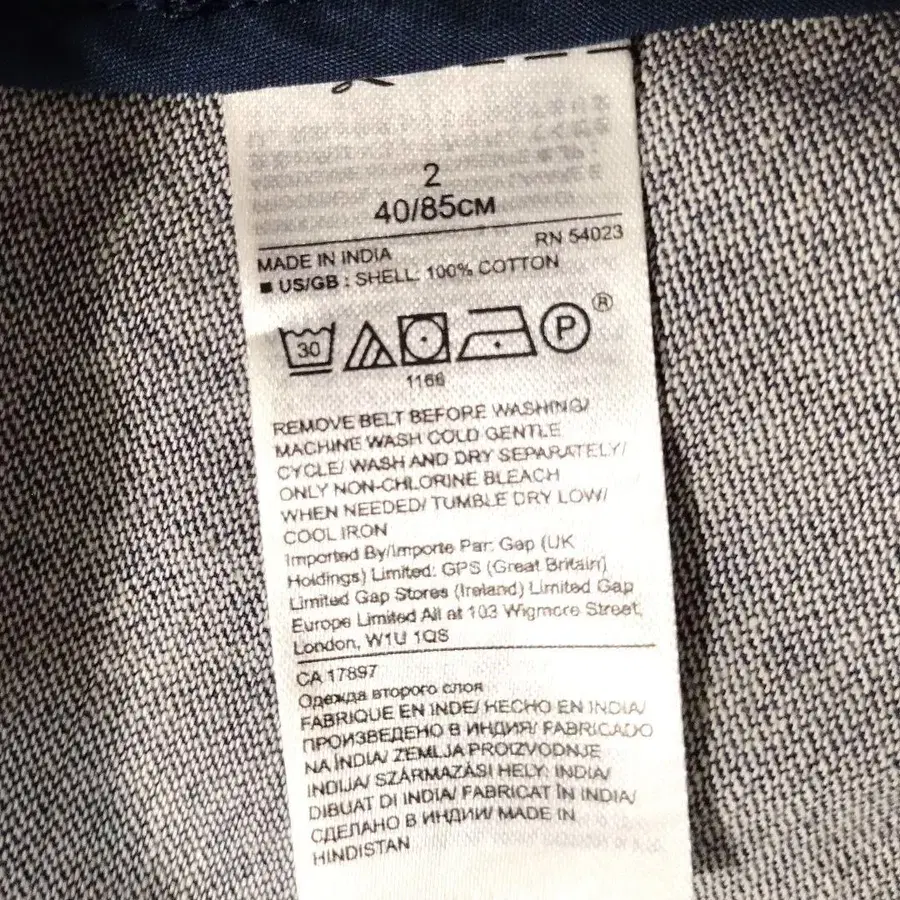 2
40/85CM
MADE IN INDIA RN 54023
■ US/GB : SHELL: 100% COTTON
30 P ®
1166
REMOVE BELT BEFORE WASHING/
MACHINE WASH COLD GENTLE
CYCLE/ WASH AND DRY SEPARATELY/
ONLY NON-CHLORINE BLEACH
WHEN NEEDED/ TUMBLE DRY LOW/
COOL IRON
Imported By/Importe Par: Gap (UK
Holdings) Limited: GPS (Great Britain)
Limited Gap Stores (Ireland) Limited Gap
Europe Limited All at 103 Wigmore Street,
London, W1U 1QS
CA 17897
Одежда второго слоя
FABRIQUE EN INDE/ HECHO EN INDIA/
ПРОИЗВЕДЕНО В ИНДИЯ/ FABRICADO
NA ÍNDIA/ ZEMLJA PROIZVODNJE
INDIJA/ SZÁRMAZÁSI HELY: INDIA/
DIBUAT DI INDIA/ FABRICAT ÎN INDIA/
СДЕЛАНО В ИНДИИ/ MADE IN
HINDISTAN